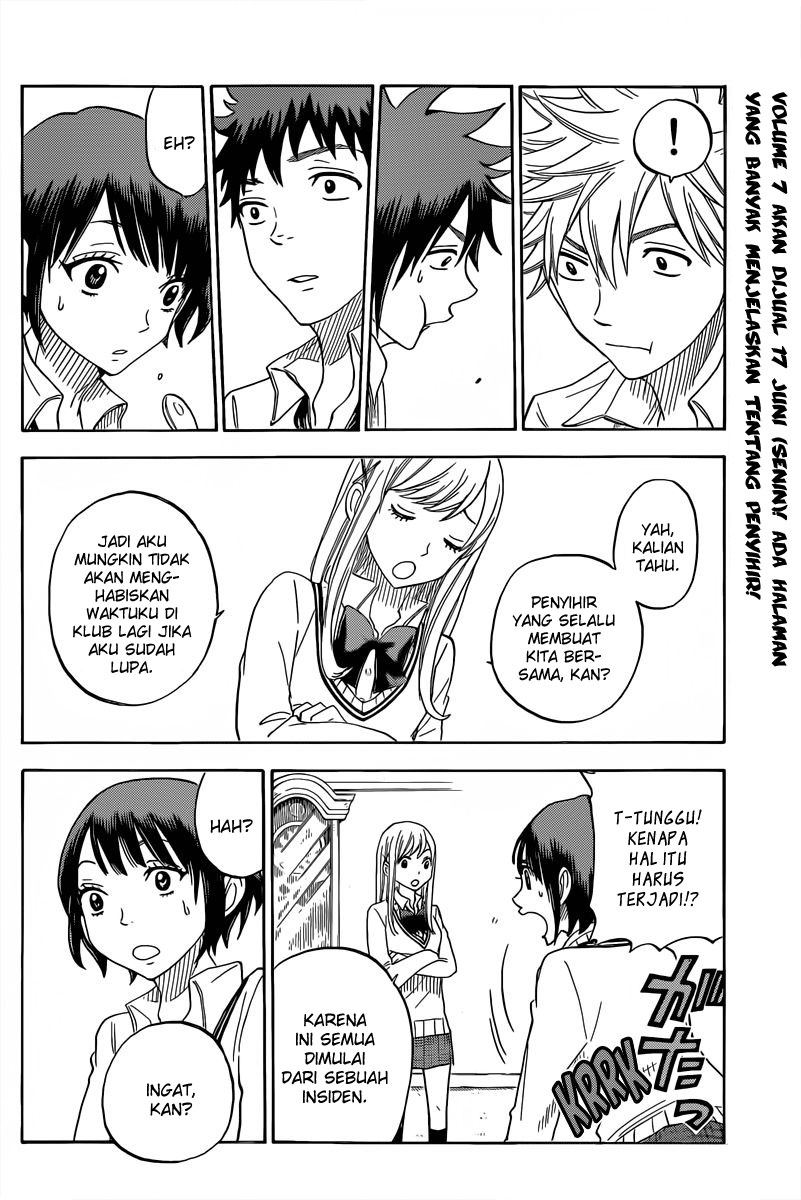 VOLUME 7 AKAN DIJUAL 17 JUNI (SENIN)! ADA HALAMAN
YANG BANYAK MENJELASKAN TENTANG PENYIHIR!
!
EH?
YAH,
KALIAN
TAHU.
PENYIHIR
YANG SELALU
MEMBUAT
KITA BER-
SAMA, KAN?
JADI AKU
MUNGKIN TIDAK
AKAN MENG-
HABISKAN
WAKTUKU DI
KLUB LAGI JIKA
AKU SUDAH
LUPA.
T-TUNGGU!
KENAPA
HAL ITU
HARUS
TERJADI!?
ガタッ
KRRK
KARENA
INI SEMUA
DIMULAI
DARI SEBUAH
INSIDEN.
HAH?
INGAT,
KAN?